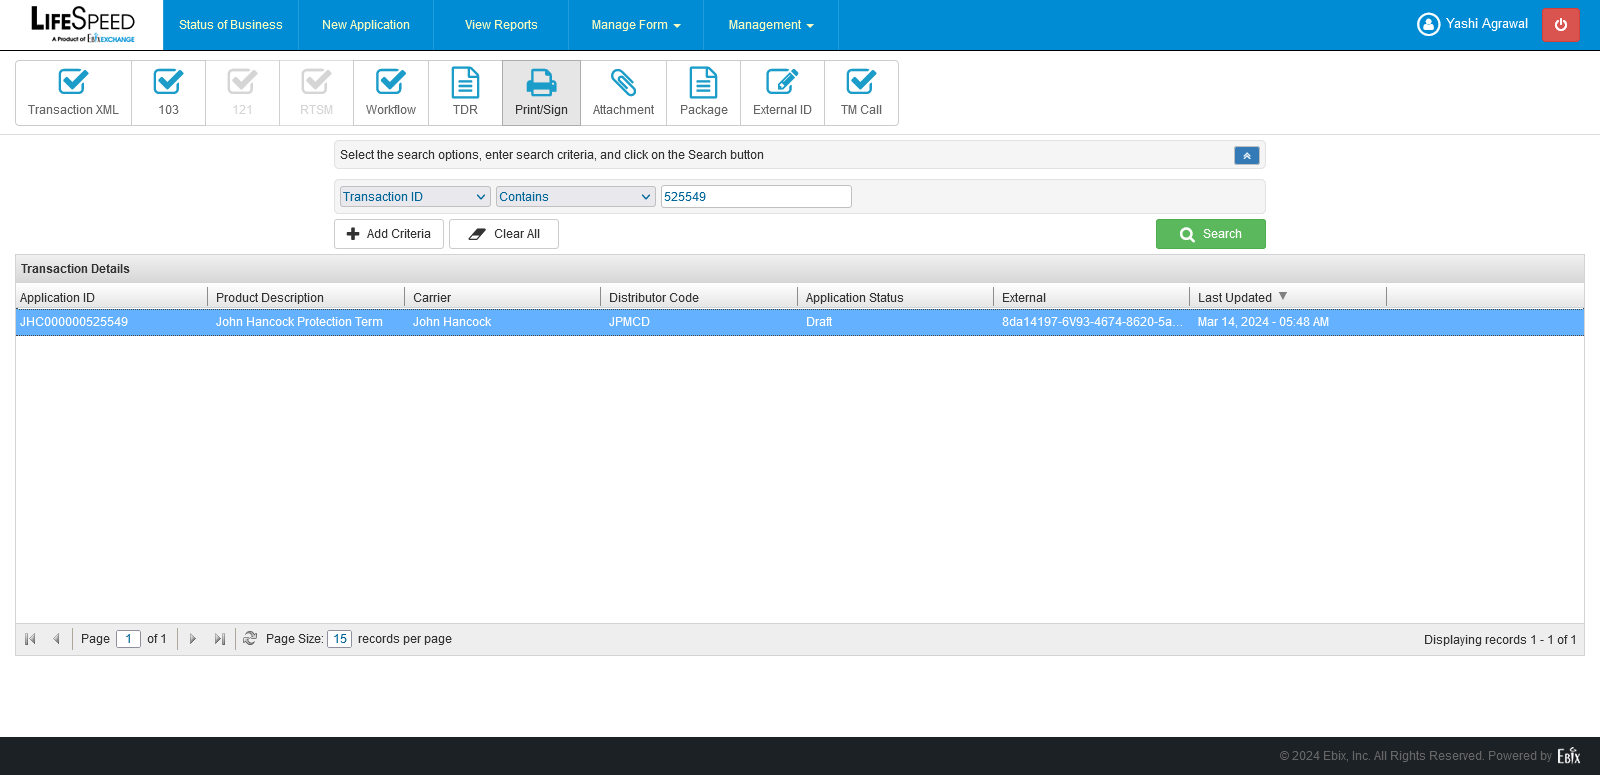 LIFESPEED
A Product of EbixEXCHANGE
Status of Business
New Application
View Reports
Manage Form
Management
Yashi Agrawal
Transaction XML
103
121
RTSM
Workflow
TDR
Print/Sign
Attachment
Package
External ID
TM Call
Select the search options, enter search criteria, and click on the Search button
Transaction ID
Contains
525549
Add Criteria
Clear All
Search
Transaction Details
Application ID Product Description Carrier Distributor Code Application Status External Last Updated
JHC000000525549 John Hancock Protection Term John Hancock JPMCD Draft 8da14197-6V93-4674-8620-5a... Mar 14, 2024 - 05:48 AM
Page 1 of 1 Page Size: 15 records per page Displaying records 1 - 1 of 1
© 2024 Ebix, Inc. All Rights Reserved. Powered by Ebix